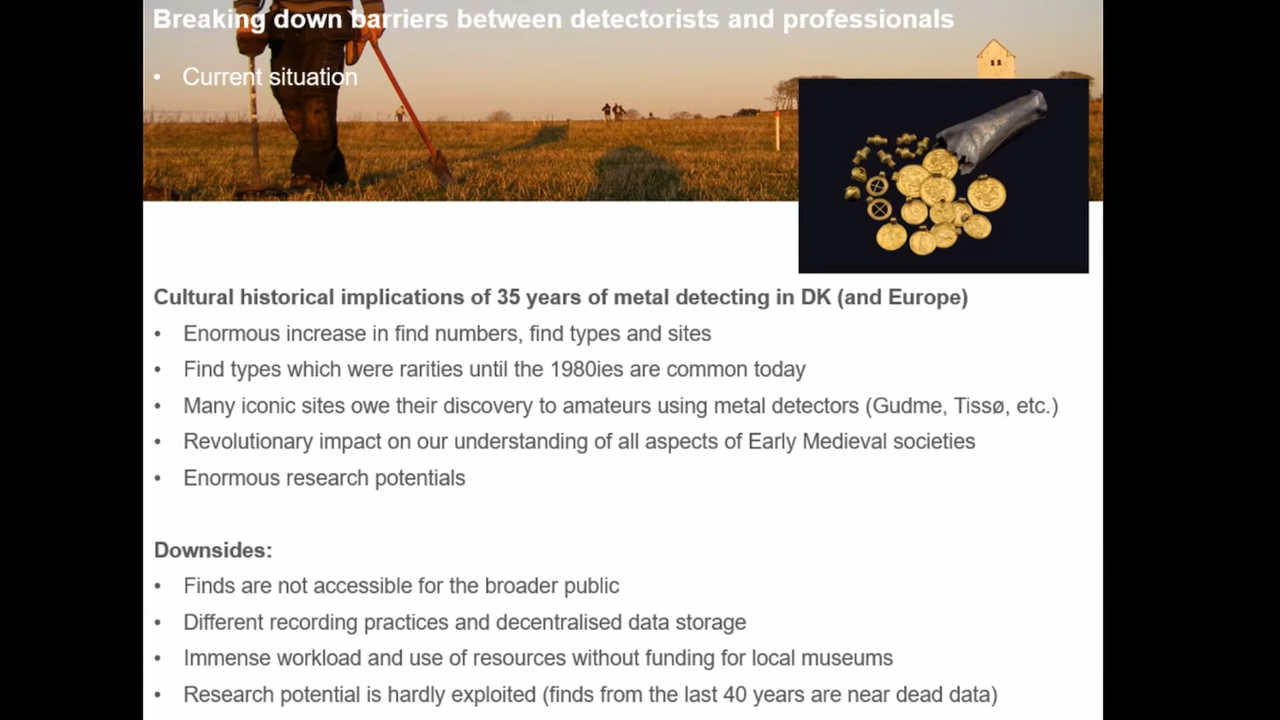 Breaking down barriers between detectorists and professionals
• Current situation
Cultural historical implications of 35 years of metal detecting in DK (and Europe)
• Enormous increase in find numbers, find types and sites
• Find types which were rarities until the 1980ies are common today
• Many iconic sites owe their discovery to amateurs using metal detectors (Gudme, Tissø, etc.)
• Revolutionary impact on our understanding of all aspects of Early Medieval societies
• Enormous research potentials
Downsides:
• Finds are not accessible for the broader public
• Different recording practices and decentralised data storage
• Immense workload and use of resources without funding for local museums
• Research potential is hardly exploited (finds from the last 40 years are near dead data)